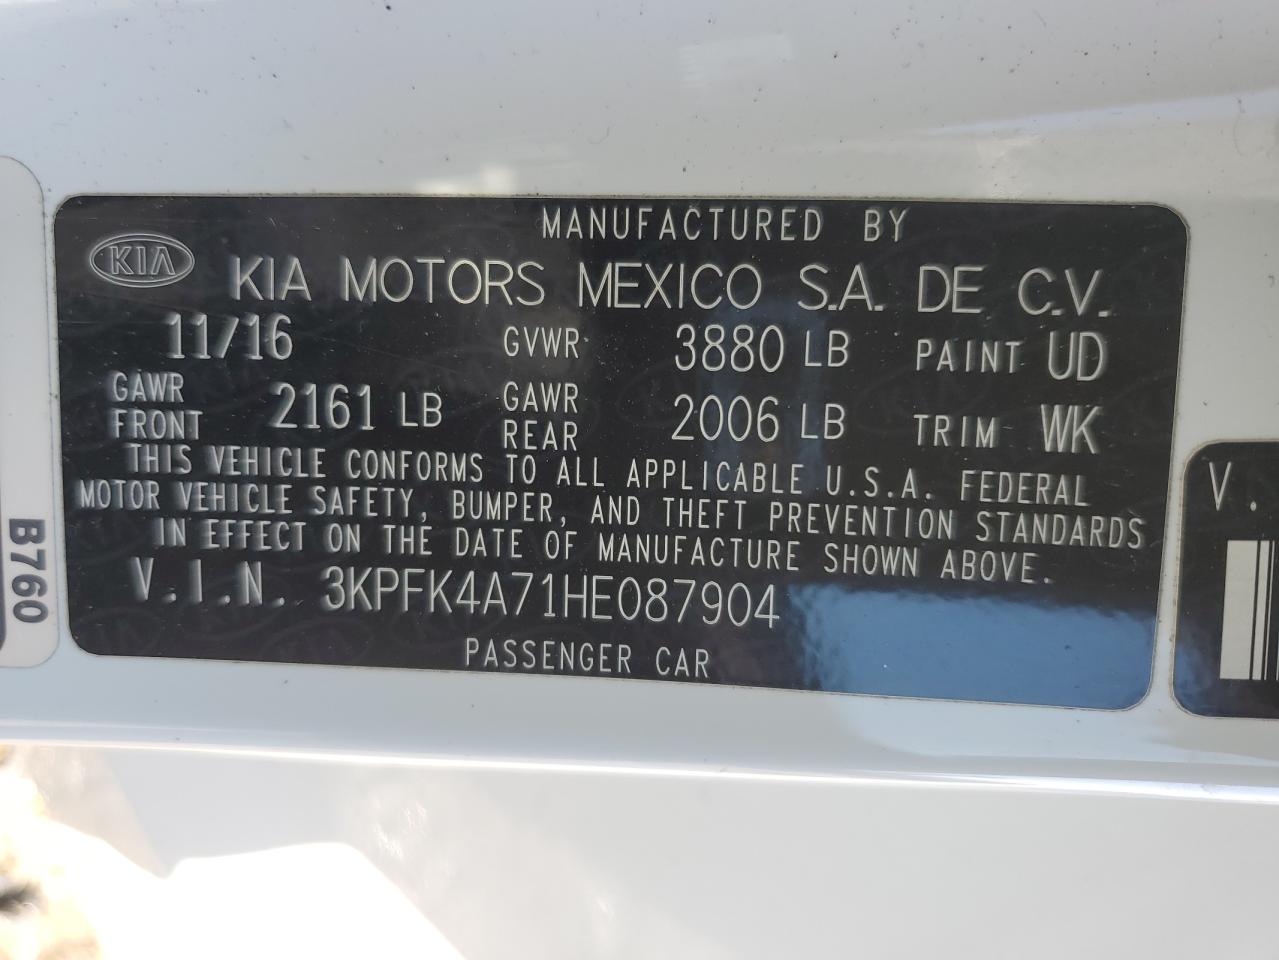 MANUFACTURED BY
KIA KIA MOTORS MEXICO S.A. DE C.V.
11/16 GVWR 3880 LB PAINT UD
GAWR FRONT 2161 LB GAWR REAR 2006 LB TRIM WK
THIS VEHICLE CONFORMS TO ALL APPLICABLE U.S.A. FEDERAL
MOTOR VEHICLE SAFETY, BUMPER, AND THEFT PREVENTION STANDARDS
IN EFFECT ON THE DATE OF MANUFACTURE SHOWN ABOVE.
V.I.N. 3KPFK4A71HE087904
PASSENGER CAR
B760
V.